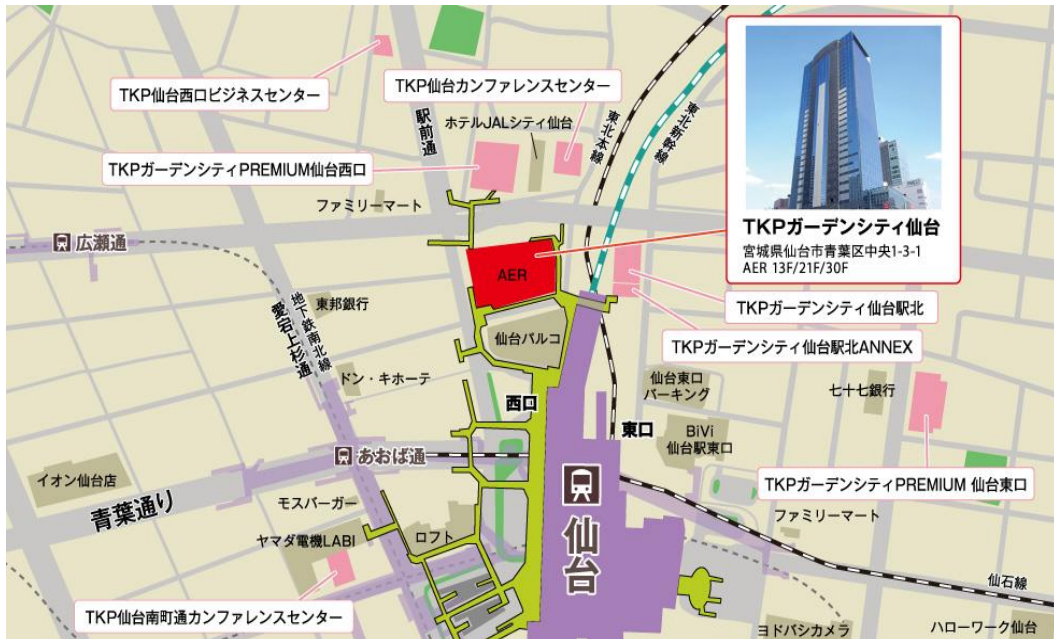 TKP仙台西口ビジネスセンター
TKP仙台カンファレンスセンター
ホテルJALシティ仙台
駅前通
東北本線
東北新幹線
TKPガーデンシティPREMIUM仙台西口
ファミリーマート
TKPガーデンシティ仙台
宮城県仙台市青葉区中央1-3-1
AER 13F/21F/30F
広瀬通
AER
東邦銀行
地下鉄南北線
愛宕上杉通
仙台パルコ
TKPガーデンシティ仙台駅北
TKPガーデンシティ仙台駅北ANNEX
ドン・キホーテ
西口
東口
仙台東口
パーキング
七十七銀行
BiVi
仙台駅東口
あおば通
イオン仙台店
青葉通り
モスバーガー
ヤマダ電機LABI
ロフト
仙台
TKPガーデンシティPREMIUM 仙台東口
ファミリーマート
仙石線
TKP仙台南町通カンファレンスセンター
ヨドバシカメラ
ハローワーク仙台